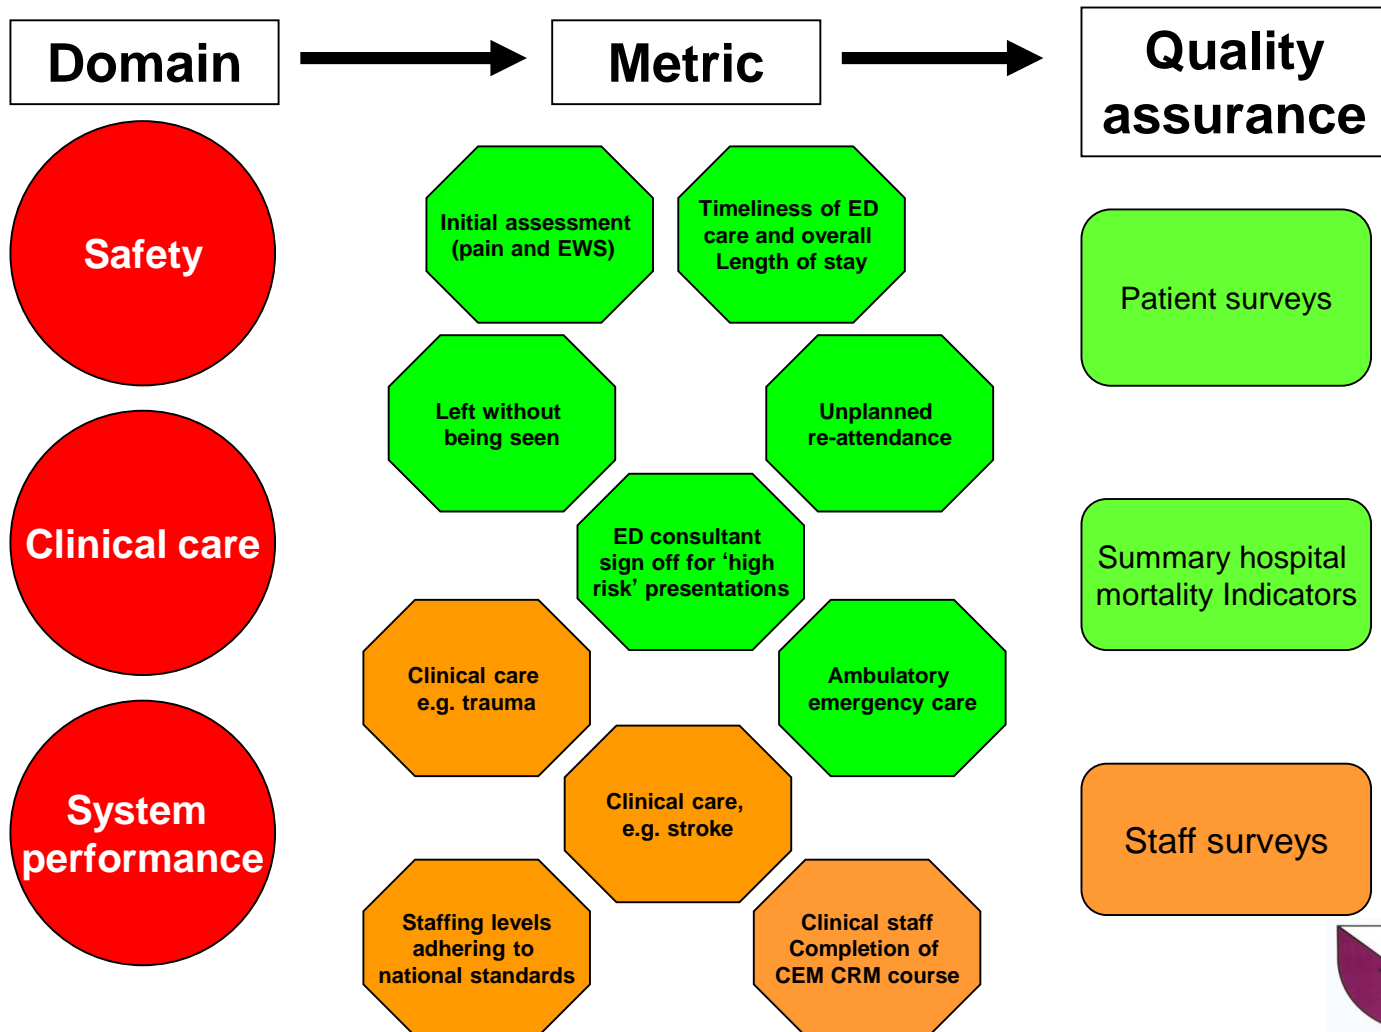 Domain
Metric
Quality
assurance
Safety
Clinical care
System
performance
Initial assessment
(pain and EWS)
Timeliness of ED
care and overall
Length of stay
Left without
being seen
Unplanned
re-attendance
ED consultant
sign off for ‘high
risk’ presentations
Clinical care
e.g. trauma
Ambulatory
emergency care
Clinical care,
e.g. stroke
Staffing levels
adhering to
national standards
Clinical staff
Completion of
CEM CRM course
Patient surveys
Summary hospital
mortality Indicators
Staff surveys